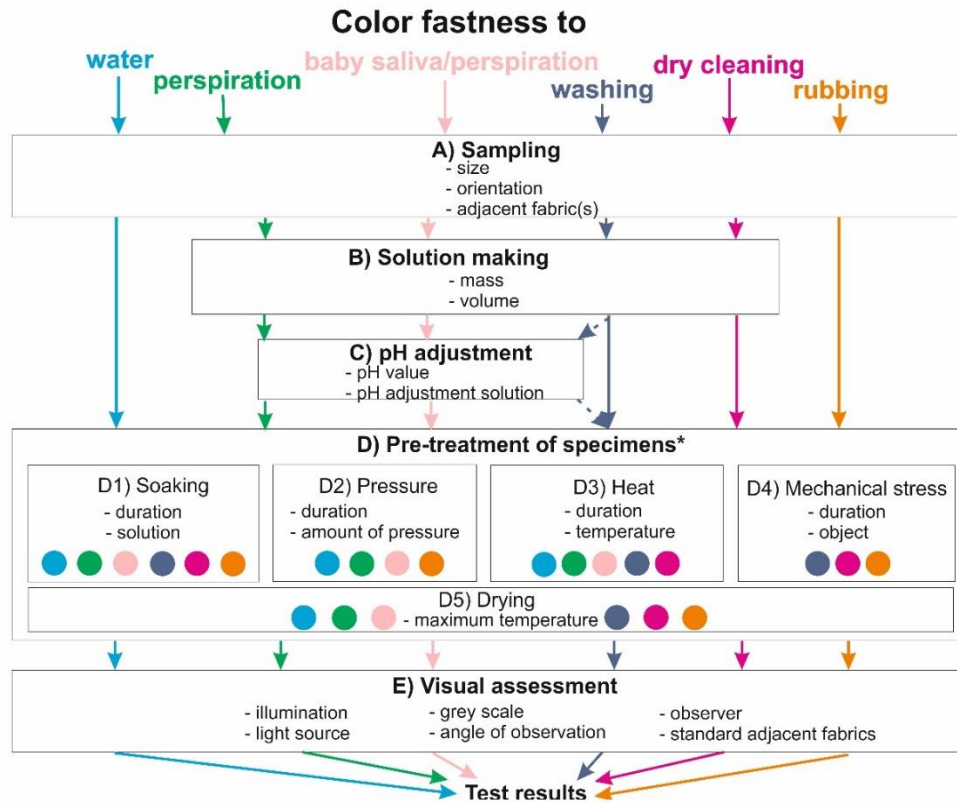 Color fastness to
water
perspiration
baby saliva/perspiration
washing
dry cleaning
rubbing
A) Sampling
- size
- orientation
- adjacent fabric(s)
B) Solution making
- mass
- volume
C) pH adjustment
- pH value
- pH adjustment solution
D) Pre-treatment of specimens*
D1) Soaking
- duration
- solution
D2) Pressure
- duration
- amount of pressure
D3) Heat
- duration
- temperature
D4) Mechanical stress
- duration
- object
D5) Drying
- maximum temperature
E) Visual assessment
- illumination
- light source
- grey scale
- angle of observation
- observer
- standard adjacent fabrics
Test results